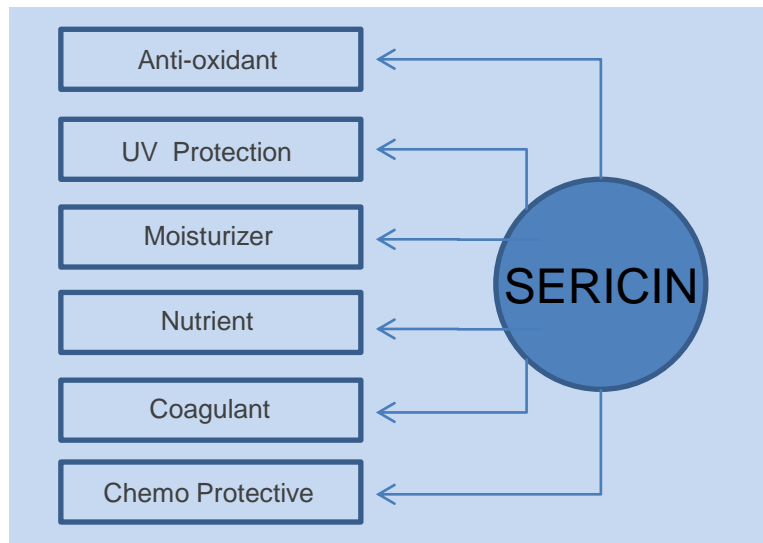 Anti-oxidant
UV Protection
Moisturizer
SERICIN
Nutrient
Coagulant
Chemo Protective